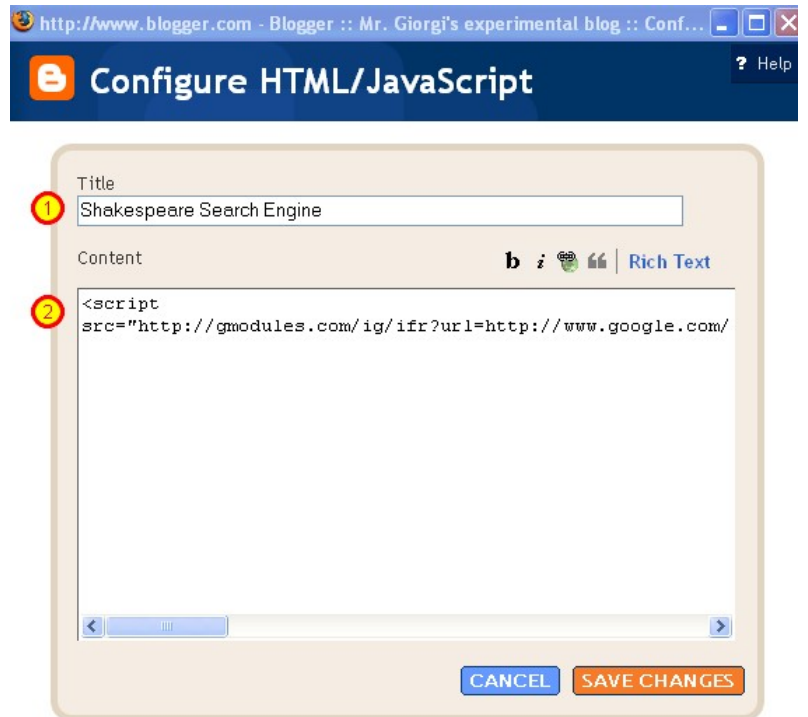 http://www.blogger.com - Blogger :: Mr. Giorgi's experimental blog :: Conf...
Configure HTML/JavaScript
? Help
Title
1
Shakespeare Search Engine
Content
b i Rich Text
2
<script
src="http://gmodules.com/ig/ifr?url=http://www.google.com/
CANCEL SAVE CHANGES